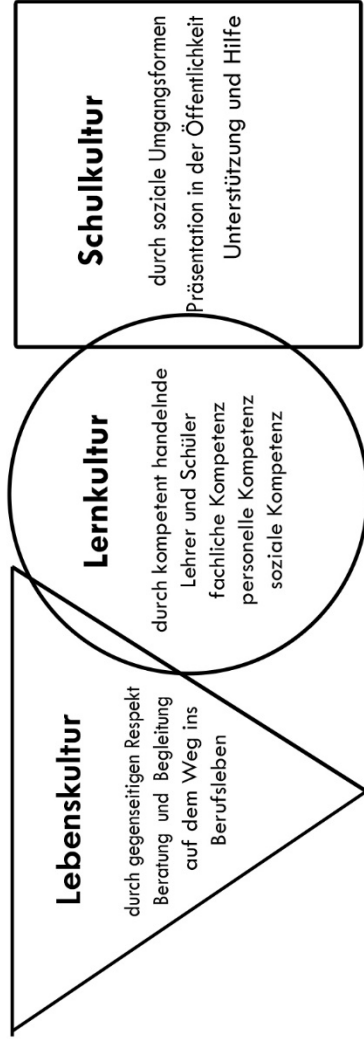 Lebenskultur
durch gegenseitigen Respekt
Beratung und Begleitung
auf dem Weg ins
Berufsleben
Lernkultur
durch kompetent handelnde
Lehrer und Schüler
fachliche Kompetenz
personelle Kompetenz
soziale Kompetenz
Schulkultur
durch soziale Umgangsformen
Präsentation in der Öffentlichkeit
Unterstützung und Hilfe